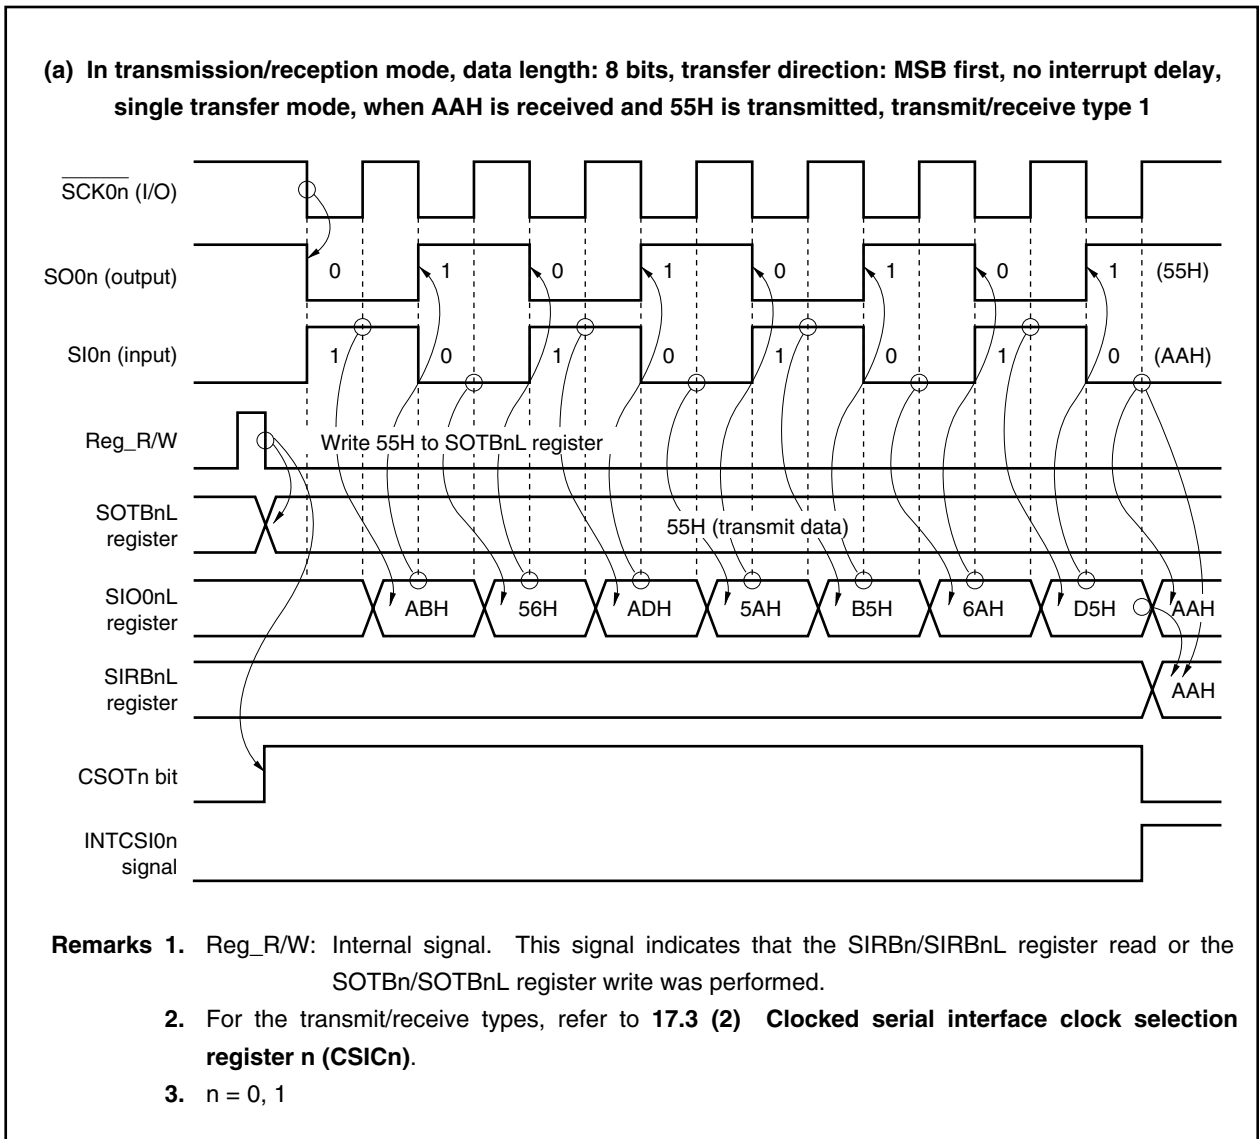 (a) In transmission/reception mode, data length: 8 bits, transfer direction: MSB first, no interrupt delay,
single transfer mode, when AAH is received and 55H is transmitted, transmit/receive type 1
SCK0n (I/O)
SO0n (output)
0 1 0 1 0 1 0 1 (55H)
SI0n (input)
1 0 1 0 1 0 1 0 (AAH)
Reg_R/W
Write 55H to SOTBnL register
SOTBnL
register
55H (transmit data)
SIO0nL
register
ABH 56H ADH 5AH B5H 6AH D5H AAH
SIRBnL
register
AAH
CSOTn bit
INTCSI0n
signal
Remarks 1. Reg_R/W: Internal signal. This signal indicates that the SIRBn/SIRBnL register read or the
SOTBn/SOTBnL register write was performed.
2. For the transmit/receive types, refer to 17.3 (2) Clocked serial interface clock selection
register n (CSICn).
3. n = 0, 1